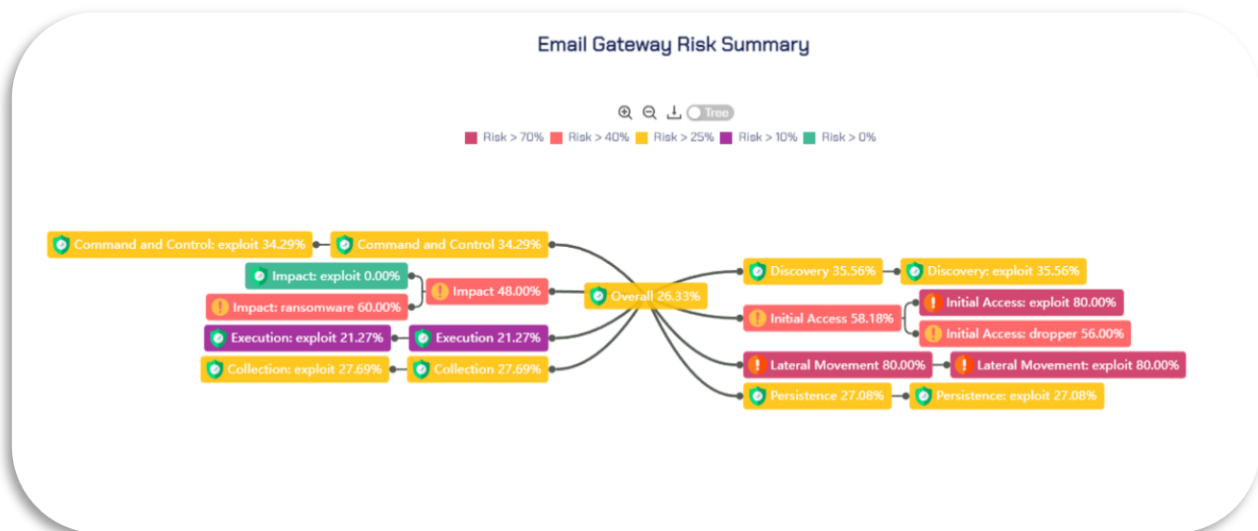 Email Gateway Risk Summary
Tree
Risk > 70% Risk > 40% Risk > 25% Risk > 10% Risk > 0%
Command and Control: exploit 34.29%
Command and Control 34.29%
Impact: exploit 0.00%
Impact: ransomware 60.00%
Impact 48.00%
Execution: exploit 21.27%
Execution 21.27%
Collection: exploit 27.69%
Collection 27.69%
Overall 26.33%
Discovery 35.56%
Discovery: exploit 35.56%
Initial Access 58.18%
Initial Access: exploit 80.00%
Initial Access: dropper 56.00%
Lateral Movement 80.00%
Lateral Movement: exploit 80.00%
Persistence 27.08%
Persistence: exploit 27.08%